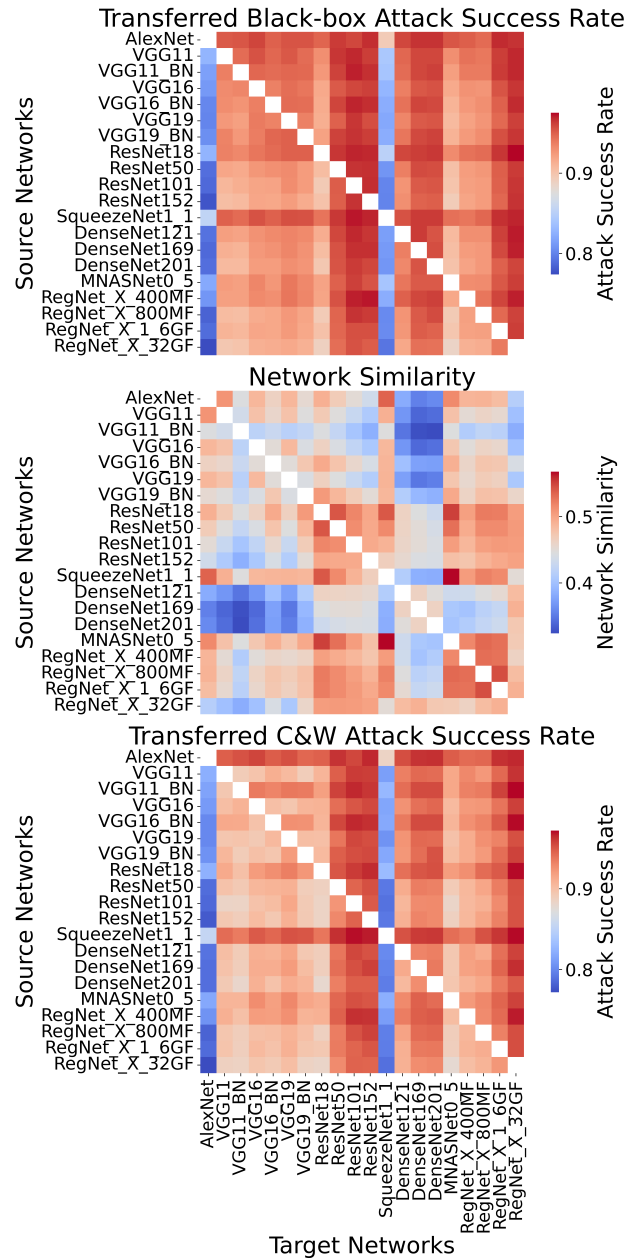 Transferred Black-box Attack Success Rate
Source Networks
AlexNet
VGG11
VGG11_BN
VGG16
VGG16_BN
VGG19
VGG19_BN
ResNet18
ResNet50
ResNet101
ResNet152
SqueezeNet1_1
DenseNet121
DenseNet169
DenseNet201
MNASNet0_5
RegNet_X_400MF
RegNet_X_800MF
RegNet_X_1_6GF
RegNet_X_32GF
0.9
0.8
Attack Success Rate
Network Similarity
Source Networks
AlexNet
VGG11
VGG11_BN
VGG16
VGG16_BN
VGG19
VGG19_BN
ResNet18
ResNet50
ResNet101
ResNet152
SqueezeNet1_1
DenseNet121
DenseNet169
DenseNet201
MNASNet0_5
RegNet_X_400MF
RegNet_X_800MF
RegNet_X_1_6GF
RegNet_X_32GF
0.5
0.4
Network Similarity
Transferred C&W Attack Success Rate
Source Networks
AlexNet
VGG11
VGG11_BN
VGG16
VGG16_BN
VGG19
VGG19_BN
ResNet18
ResNet50
ResNet101
ResNet152
SqueezeNet1_1
DenseNet121
DenseNet169
DenseNet201
MNASNet0_5
RegNet_X_400MF
RegNet_X_800MF
RegNet_X_1_6GF
RegNet_X_32GF
0.9
0.8
Attack Success Rate
AlexNet
VGG11
VGG11_BN
VGG16
VGG16_BN
VGG19
VGG19_BN
ResNet18
ResNet50
ResNet101
ResNet152
SqueezeNet1_1
DenseNet121
DenseNet169
DenseNet201
MNASNet0_5
RegNet_X_400MF
RegNet_X_800MF
RegNet_X_1_6GF
RegNet_X_32GF
Target Networks